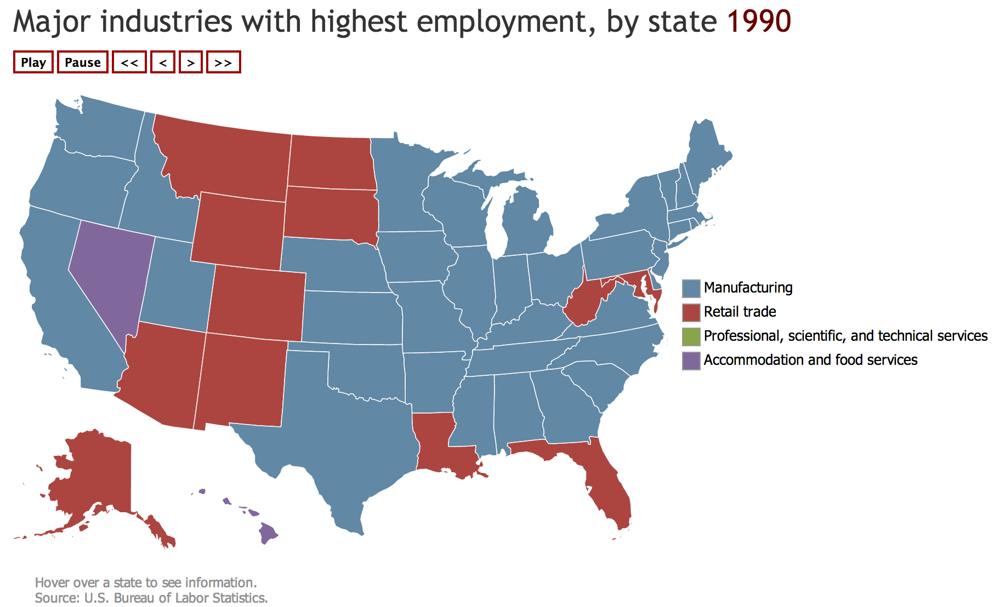 Major industries with highest employment, by state 1990
Play Pause << < > >>
Manufacturing
Retail trade
Professional, scientific, and technical services
Accommodation and food services
Hover over a state to see information.
Source: U.S. Bureau of Labor Statistics.